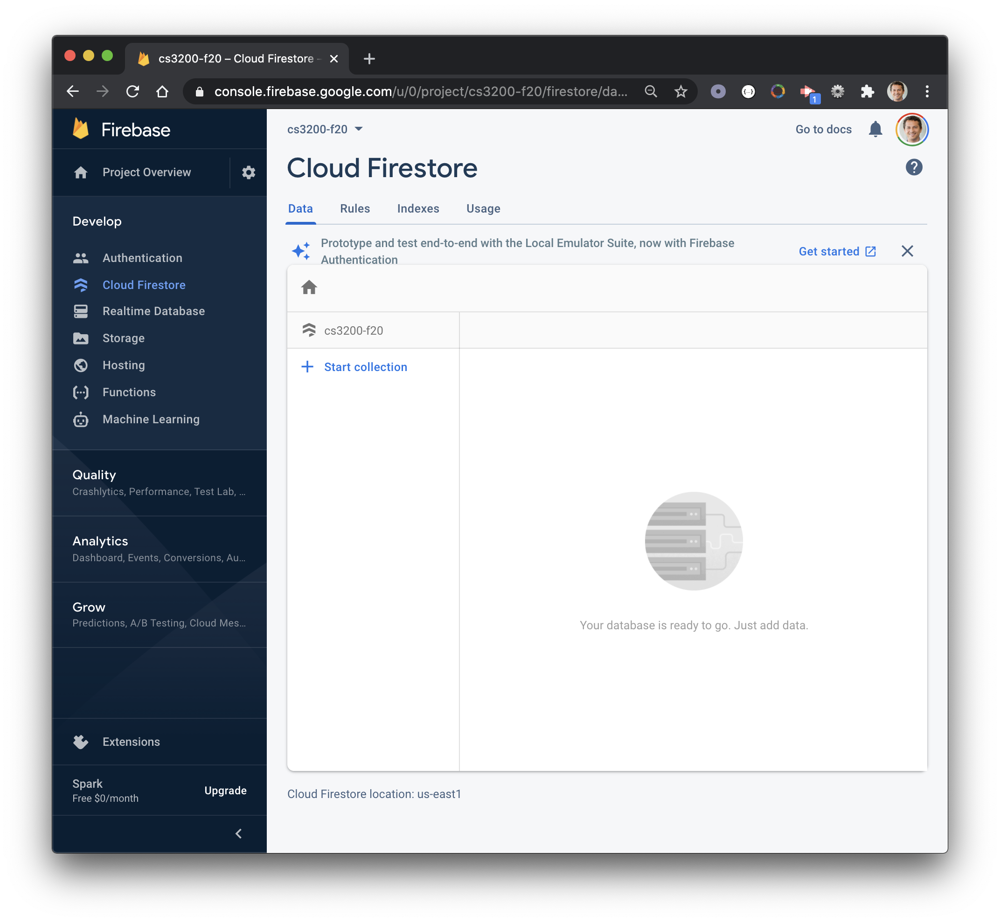 cs3200-f20 – Cloud Firestore -
console.firebase.google.com/u/0/project/cs3200-f20/firestore/da...
{...}
1
Firebase
Project Overview
Develop
Authentication
Cloud Firestore
Realtime Database
Storage
Hosting
Functions
Machine Learning
Quality
Crashlytics, Performance, Test Lab, ...
Analytics
Dashboard, Events, Conversions, Au...
Grow
Predictions, A/B Testing, Cloud Mes...
Extensions
Spark
Free $0/month
Upgrade
cs3200-f20
Go to docs
Cloud Firestore
?
Data Rules Indexes Usage
Prototype and test end-to-end with the Local Emulator Suite, now with Firebase
Authentication
Get started
cs3200-f20
Start collection
Your database is ready to go. Just add data.
Cloud Firestore location: us-east1